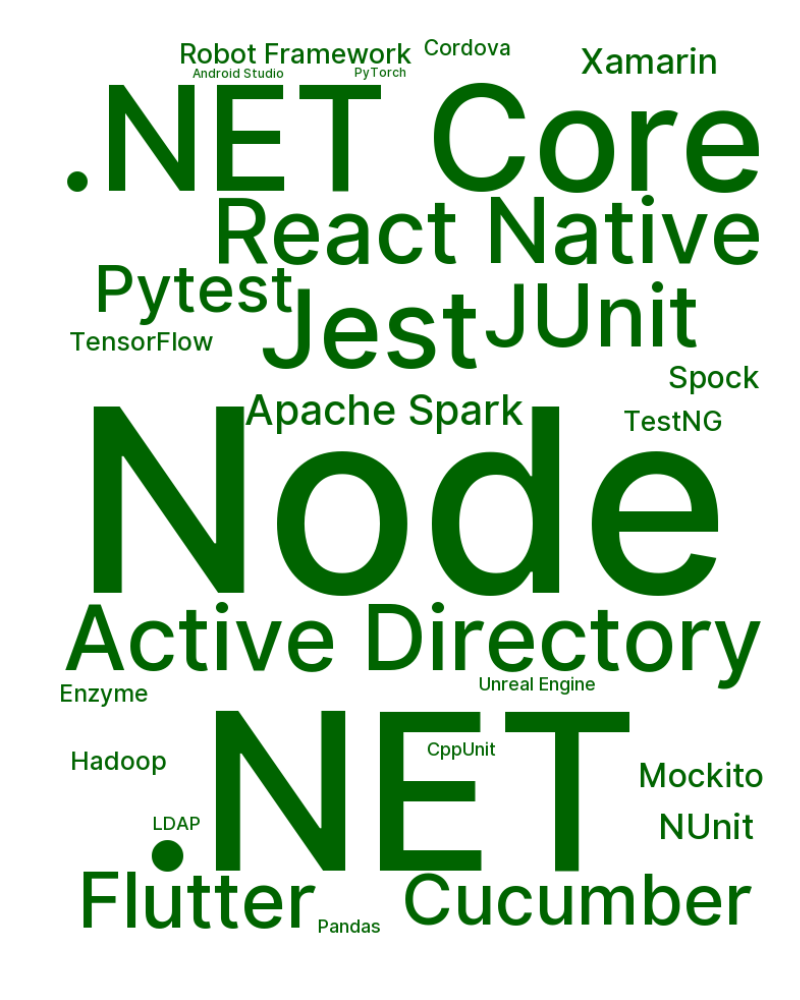 Robot Framework
Cordova
Xamarin
Android Studio
PyTorch
.NET Core
React Native
Pytest
Jest
JUnit
TensorFlow
Spock
Apache Spark
TestNG
Node
Active Directory
Enzyme
Unreal Engine
.NET
CppUnit
Hadoop
Mockito
LDAP
NUnit
Flutter
Cucumber
Pandas